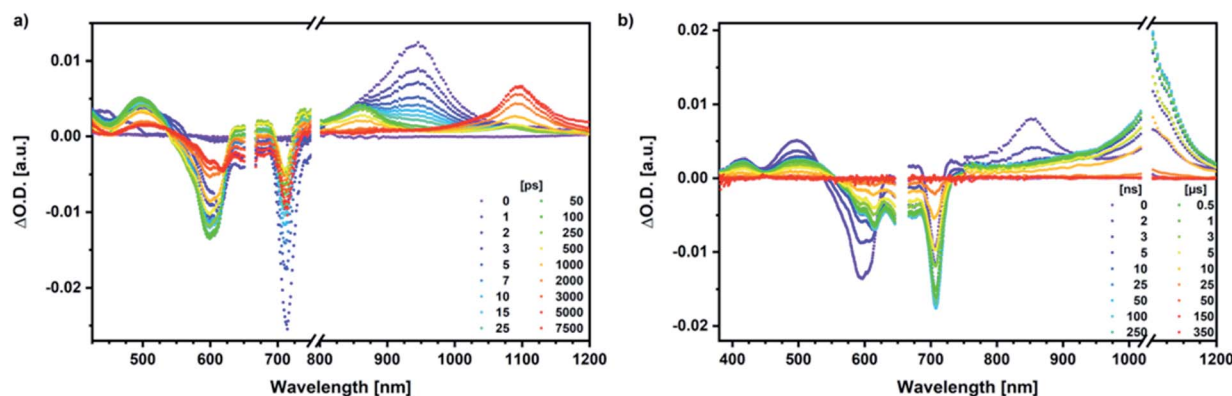 a)
0.01
0.00
-0.01
-0.02
ΔO.D. [a.u.]
[ps]
0 50
1 100
2 250
3 500
5 1000
7 2000
10 3000
15 5000
25 7500
500 600 700 800 900 1000 1100 1200
Wavelength [nm]
b)
0.02
0.01
0.00
-0.01
-0.02
ΔO.D. [a.u.]
[ns] [µs]
0 0.5
2 1
3 3
5 5
10 10
25 25
50 50
100 150
250 350
400 500 600 700 800 900 1000 1200
Wavelength [nm]